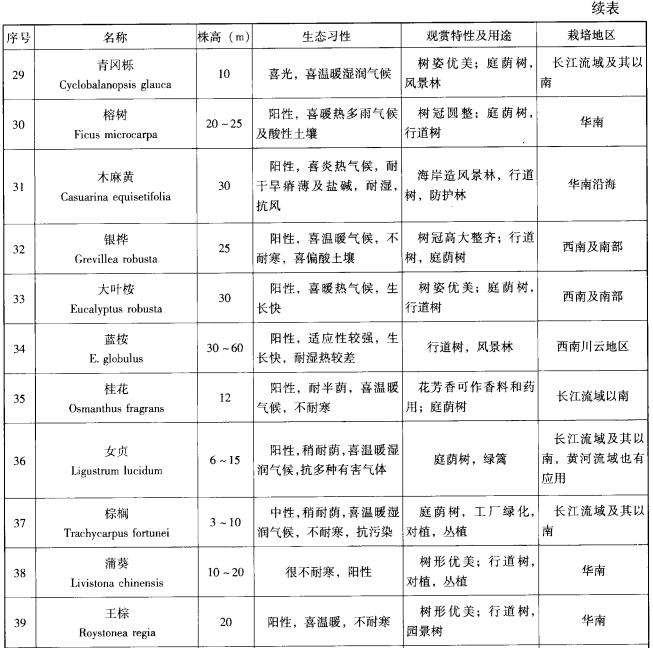 续表
序号 名称 株高（m） 生态习性 观赏特性及用途 栽培地区
29
青冈栎
Cyclobalanopsis glauca
10
喜光，喜温暖湿润气候
树姿优美；庭荫树，
风景林
长江流域及其以
南
30
榕树
Ficus microcarpa
20～25
阳性，喜暖热多雨气候
及酸性土壤
树冠圆整；庭荫树，
行道树
华南
31
木麻黄
Casuarina equisetifolia
30
阳性，喜炎热气候，耐
干旱瘠薄及盐碱，耐湿，
抗风
海岸造风景林，行道
树，防护林
华南沿海
32
银桦
Grevillea robusta
25
阳性，喜温暖气候，不
耐寒，喜偏酸土壤
树冠高大整齐；行道
树，庭荫树
西南及南部
33
大叶桉
Eucalyptus robusta
30
阳性，喜暖热气候，生
长快
树姿优美；庭荫树，
行道树
西南及南部
34
蓝桉
E. globulus
30～60
阳性，适应性较强，生
长快，耐湿热较差
行道树，风景林
西南川云地区
35
桂花
Osmanthus fragrans
12
阳性，耐半荫，喜温暖
气候，不耐寒
花芳香可作香料和药
用；庭荫树
长江流域以南
36
女贞
Ligustrum lucidum
6～15
阳性，稍耐荫，喜温暖湿
润气候，抗多种有害气体
庭荫树，绿篱
长江流域及其以
南，黄河流域也有
应用
37
棕榈
Trachycarpus fortunei
3～10
中性，稍耐荫，喜温暖湿
润气候，不耐寒，抗污染
庭荫树，工厂绿化，
对植，丛植
长江流域及其以
南
38
蒲葵
Livistona chinensis
10～20
很不耐寒，阳性
树形优美；行道树，
对植，丛植
华南
39
王棕
Roystonea regia
20
阳性，喜温暖，不耐寒
树形优美；行道树，
园景树
华南